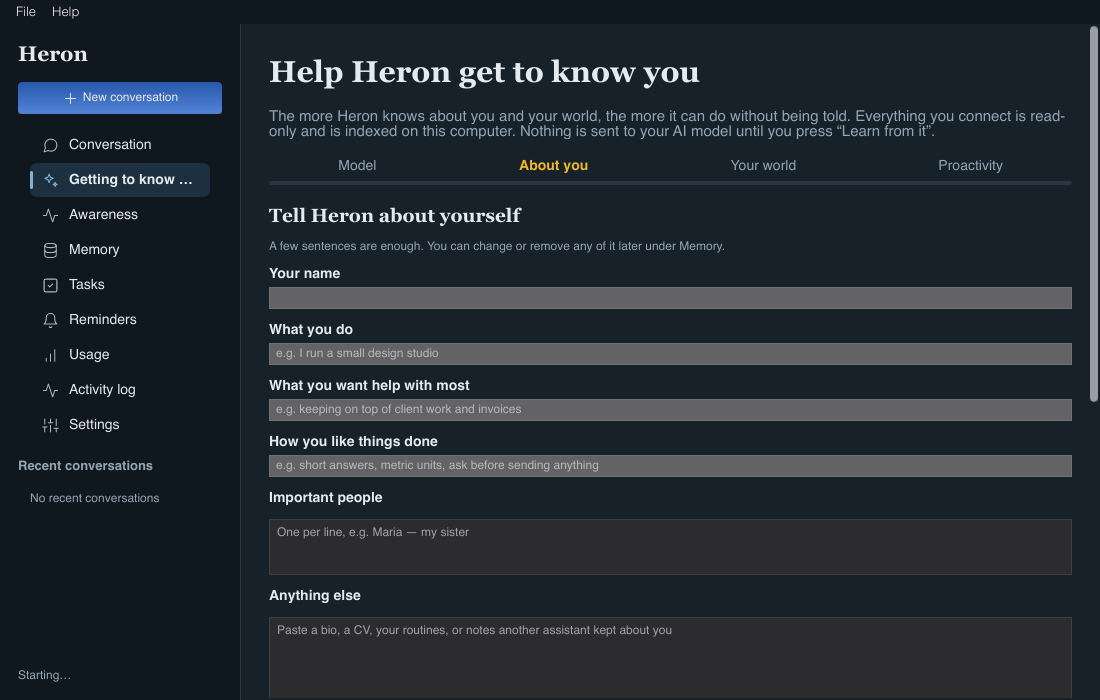 File Help
Heron
New conversation
Conversation
Getting to know …
Awareness
Memory
Tasks
Reminders
Usage
Activity log
Settings
Recent conversations
No recent conversations
Starting…
Help Heron get to know you
The more Heron knows about you and your world, the more it can do without being told. Everything you connect is read-
only and is indexed on this computer. Nothing is sent to your AI model until you press “Learn from it”.
Model About you Your world Proactivity
Tell Heron about yourself
A few sentences are enough. You can change or remove any of it later under Memory.
Your name
What you do
e.g. I run a small design studio
What you want help with most
e.g. keeping on top of client work and invoices
How you like things done
e.g. short answers, metric units, ask before sending anything
Important people
One per line, e.g. Maria — my sister
Anything else
Paste a bio, a CV, your routines, or notes another assistant kept about you